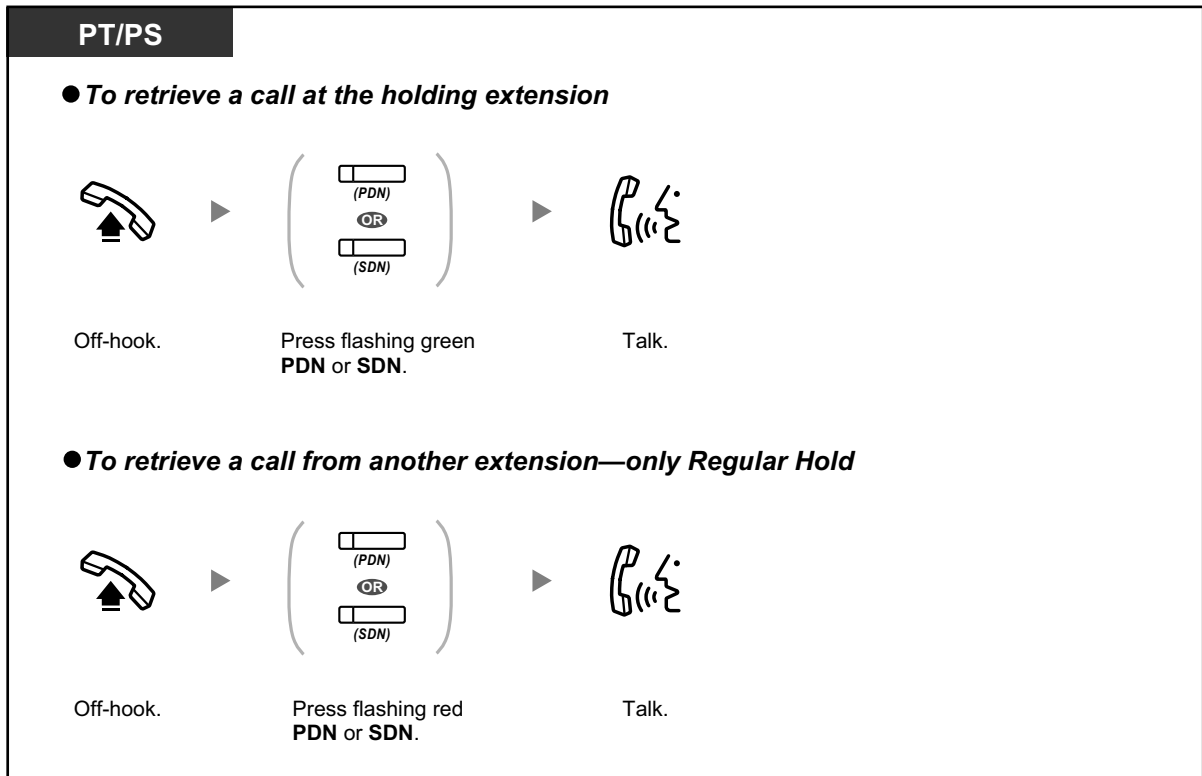 PT/PS
● To retrieve a call at the holding extension
(PDN)
OR
(SDN)
Off-hook.
Press flashing green
PDN or SDN.
Talk.
● To retrieve a call from another extension—only Regular Hold
(PDN)
OR
(SDN)
Off-hook.
Press flashing red
PDN or SDN.
Talk.